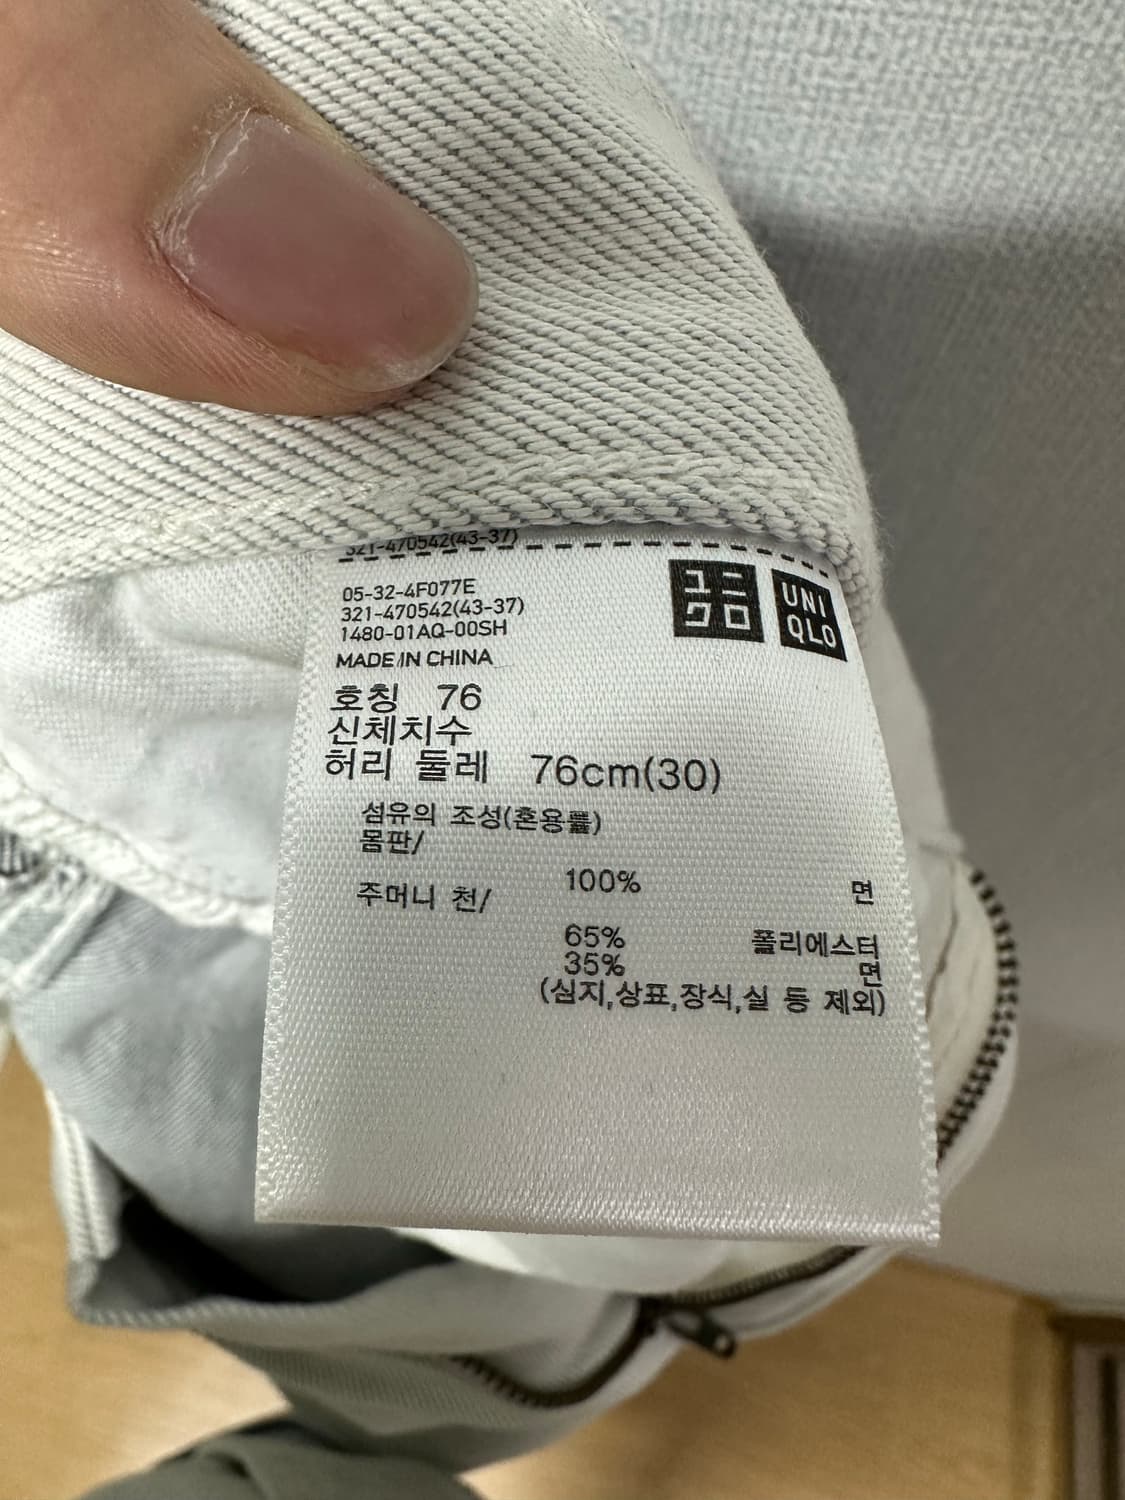 321-470542(43-37)
05-32-4F077E
321-470542(43-37)
1480-01AQ-00SH
MADE IN CHINA
ユニ
クロ
UNI
QLO
호칭 76
신체치수
허리 둘레 76cm(30)
섬유의 조성(혼용률)
몸판/
100% 면
주머니 천/
65% 폴리에스터
35% 면
(심지,상표,장식,실 등 제외)